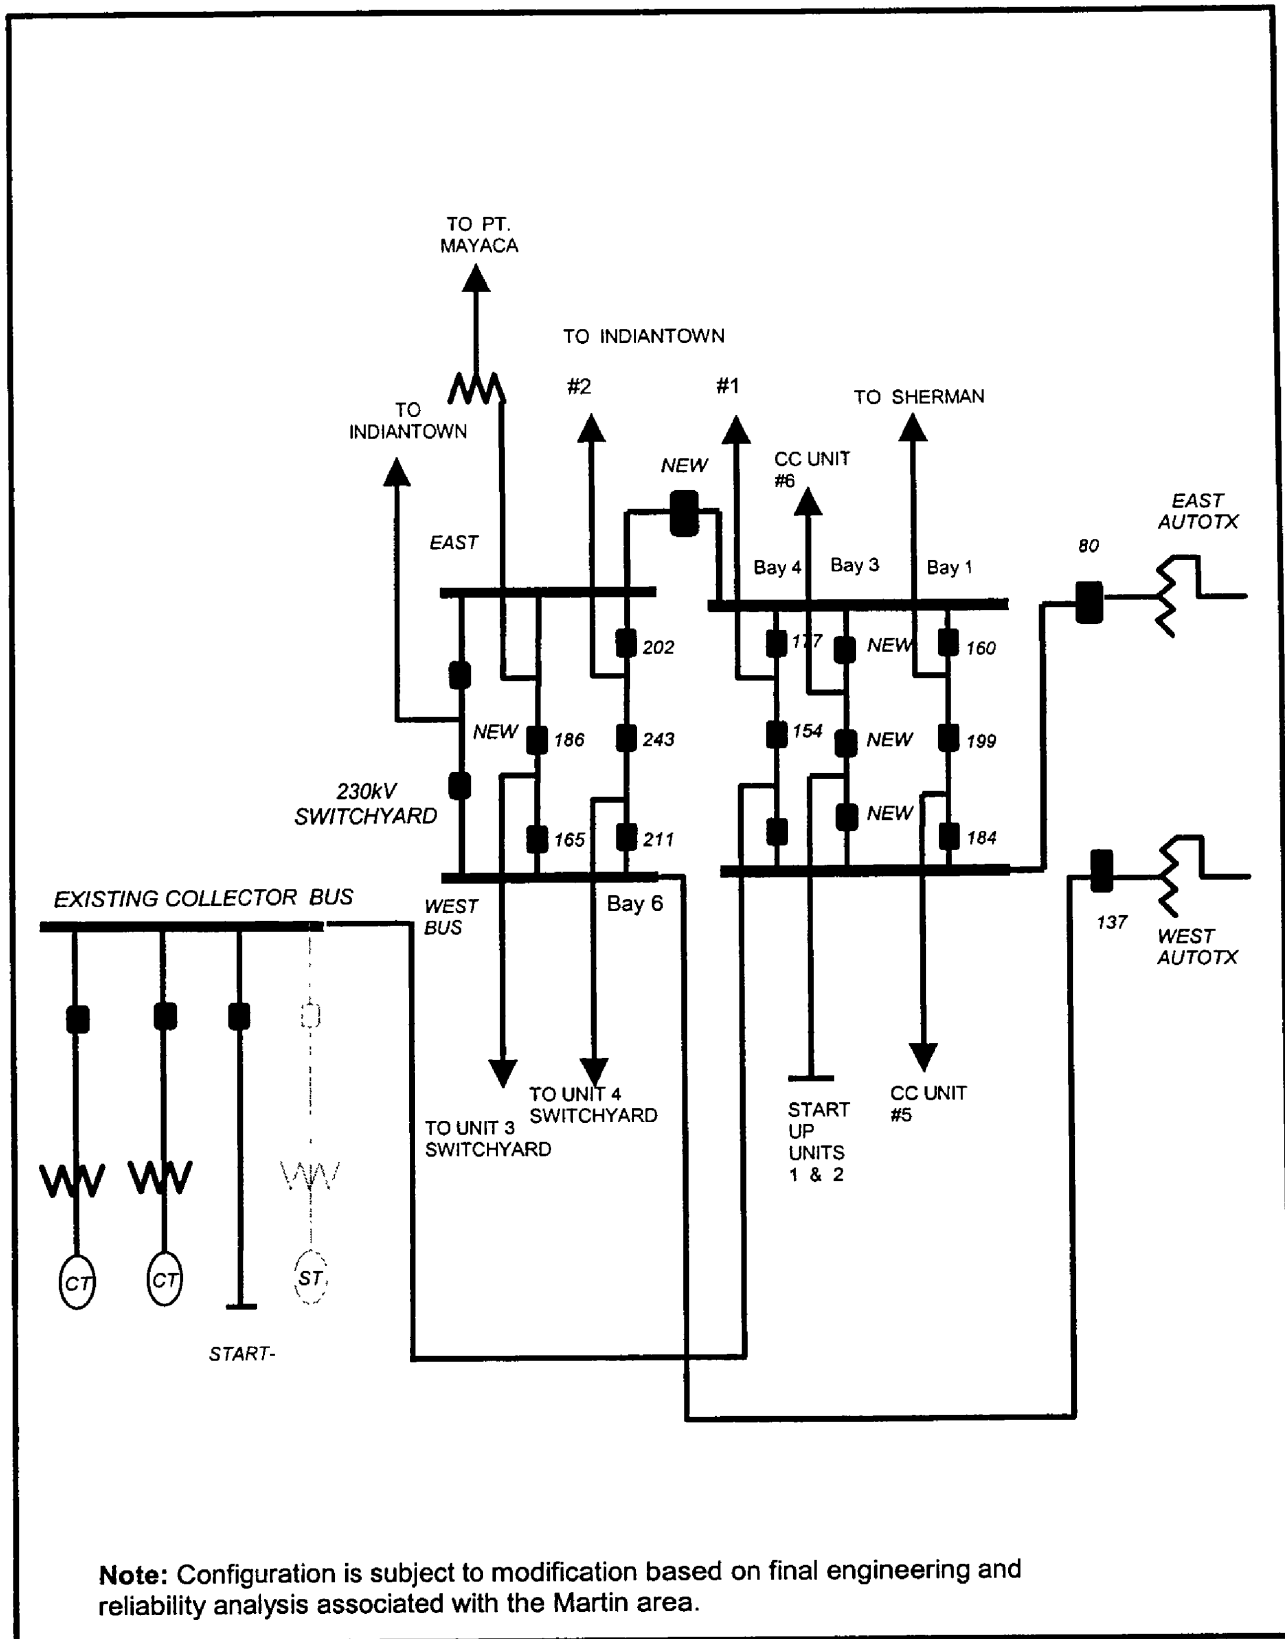 TO PT.
MAYACA
TO INDIANTOWN
#2
#1
TO SHERMAN
TO
INDIANTOWN
NEW
CC UNIT
#6
EAST
AUTOTX
EAST
80
Bay 4
Bay 3
Bay 1
202
177
NEW
160
NEW
186
243
154
NEW
199
230kV
SWITCHYARD
165
211
NEW
184
EXISTING COLLECTOR BUS
WEST
BUS
Bay 6
137
WEST
AUTOTX
TO UNIT 4
SWITCHYARD
TO UNIT 3
SWITCHYARD
START
UP
UNITS
1 & 2
CC UNIT
#5
CT
CT
ST
START-
Note: Configuration is subject to modification based on final engineering and
reliability analysis associated with the Martin area.